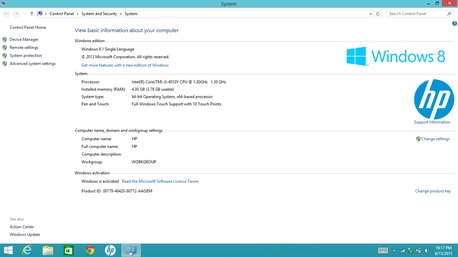 System
Control Panel ▸ System and Security ▸ System
Search Control Panel
Control Panel Home
Device Manager
Remote settings
System protection
Advanced system settings
View basic information about your computer
Windows edition
Windows 8.1 Single Language
© 2013 Microsoft Corporation. All rights reserved.
Get more features with a new edition of Windows
Windows 8
System
Processor: Intel(R) Core(TM) i3-4010Y CPU @ 1.30GHz 1.30 GHz
Installed memory (RAM): 4.00 GB (3.78 GB usable)
System type: 64-bit Operating System, x64-based processor
Pen and Touch: Full Windows Touch Support with 10 Touch Points
hp
Support Information
Computer name, domain and workgroup settings
Computer name: HP
Full computer name: HP
Computer description:
Workgroup: WORKGROUP
Change settings
Windows activation
Windows is activated Read the Microsoft Software License Terms
Product ID: 00179-40420-80712-AAOEM
Change product key
See also
Action Center
Windows Update